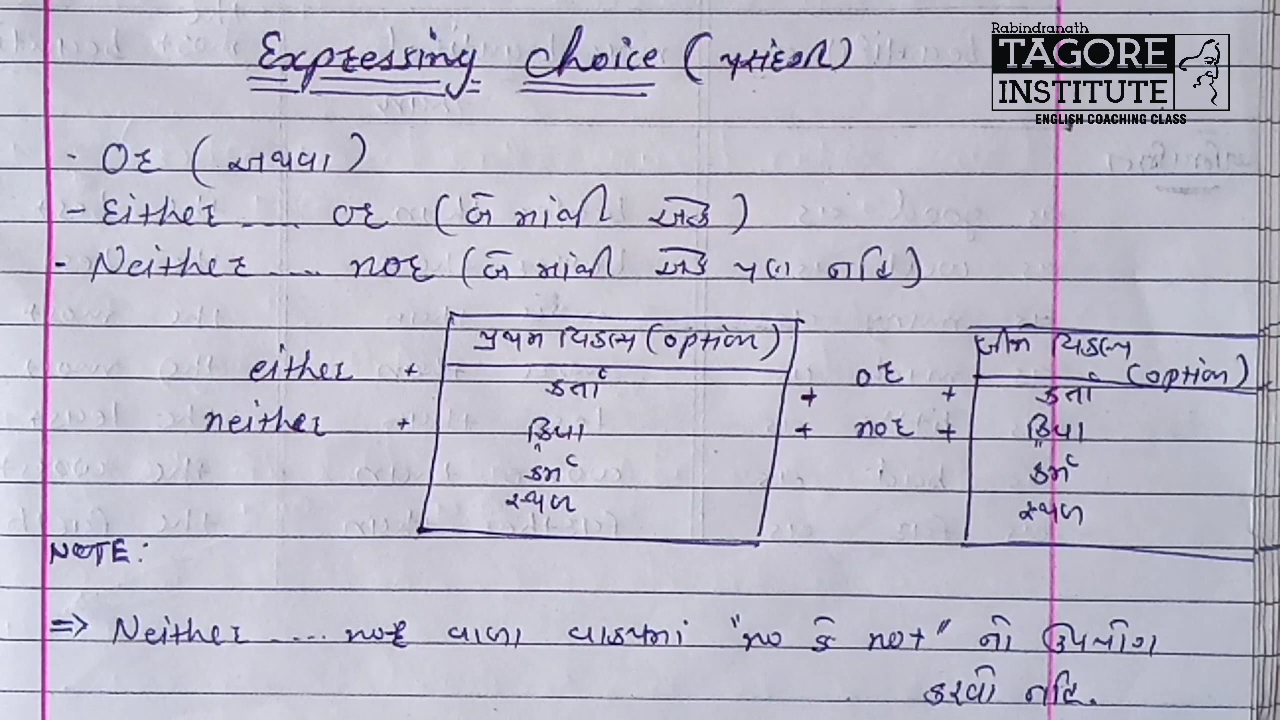 Expressing Choice (પસંદગી)
Rabindranath
TAGORE
INSTITUTE
ENGLISH COACHING CLASS
- Or (અથવા)
- Either .... or (બે માંથી એક)
- Neither .... nor (બે માંથી એકે પણ નહિ)
either + પ્રથમ વિકલ્પ (option) + or + બીજો વિકલ્પ (option)
neither + કર્તા + nor + કર્તા
ક્રિયા ક્રિયા
કર્મ કર્મ
સ્થળ સ્થળ
NOTE:
=> Neither .... nor વાળા વાક્યમાં "no કે not" નો ઉપયોગ
કરવો નહિ.